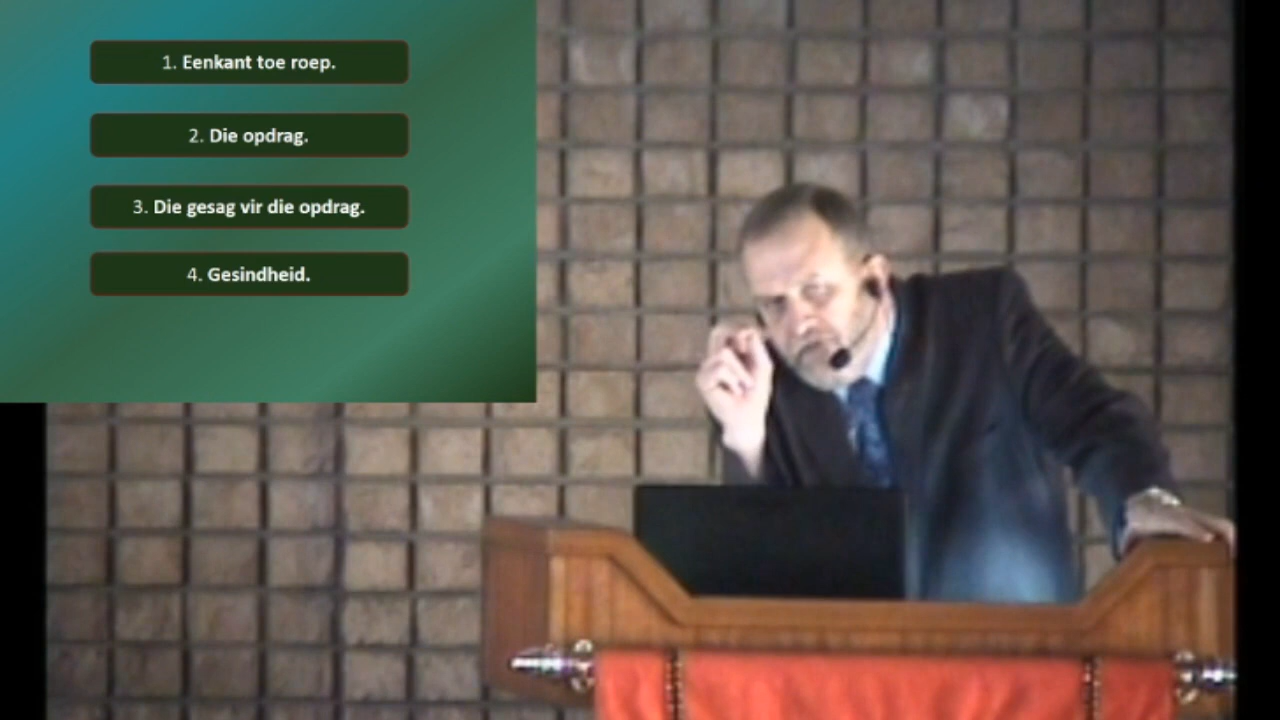 1. Eenkant toe roep.
2. Die opdrag.
3. Die gesag vir die opdrag.
4. Gesindheid.